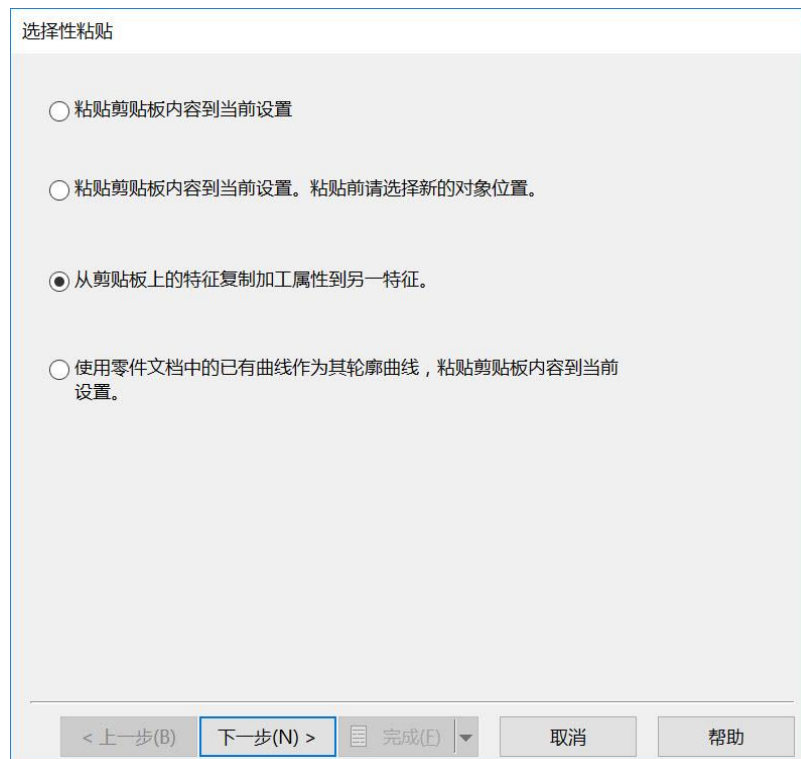 选择性粘贴
粘贴剪贴板内容到当前设置
粘贴剪贴板内容到当前设置。粘贴前请选择新的对象位置。
从剪贴板上的特征复制加工属性到另一特征。
使用零件文档中的已有曲线作为其轮廓曲线，粘贴剪贴板内容到当前
设置。
< 上一步(B) 下一步(N) > 完成(F) 取消 帮助